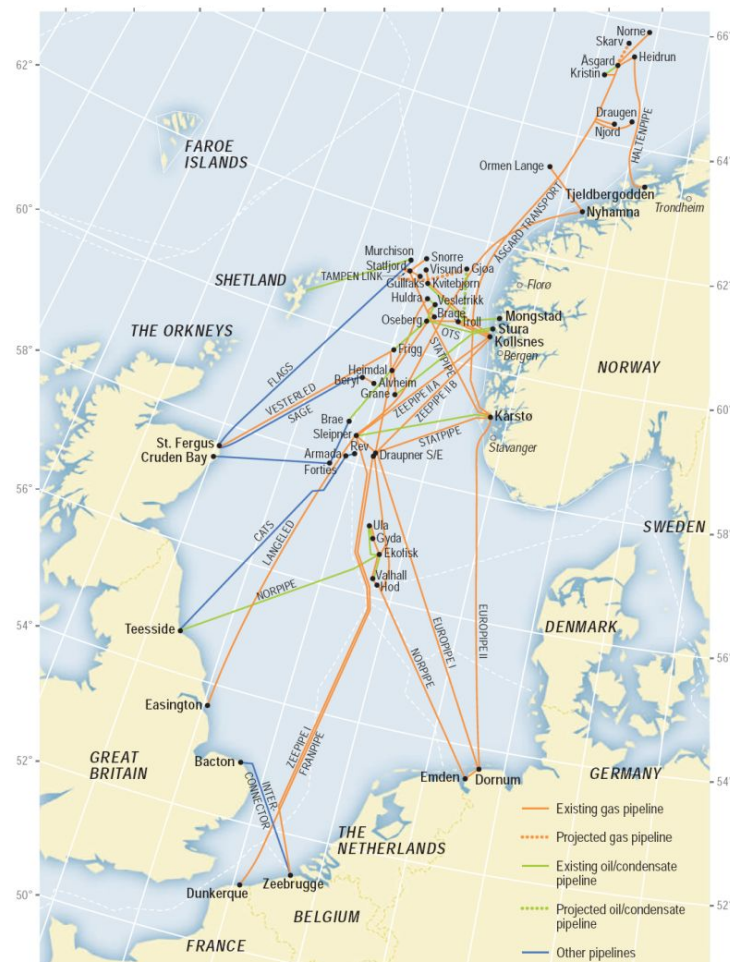 62°
66°
Norne
Skarv
Åsgard
Heidrun
Kristin
Draugen
Njord
HALTENPIPE
FAROE
ISLANDS
64°
Ormen Lange
Tjeldbergodden
Trondheim
Nyhamna
ÅSGARD TRANSPORT
60°
Murchison
Snorre
Statfjord
Visund
Gjøa
TAMPEN LINK
Gullfaks
Kvitebjørn
SHETLAND
Florø
62°
Huldra
Veslefrikk
Brage
Oseberg
Troll
Mongstad
Sture
OTS
Kollsnes
Bergen
THE ORKNEYS
NORWAY
58°
Frigg
STATPIPE
FLAGS
Heimdal
Beryl
Alvheim
Grane
VESTERLED
SAGE
ZEEPIPE II A
ZEEPIPE II B
60°
Brae
Kårstø
Sleipner
St. Fergus
Cruden Bay
Rev
STATPIPE
Stavanger
Armada
Draupner S/E
Forties
56°
SWEDEN
58°
CATS
LANGELED
Ula
Gyda
Ekofisk
NORPIPE
Valhall
Hod
54°
Teesside
DENMARK
EUROPIPE II
EUROPIPE I
NORPIPE
56°
Easington
52°
GREAT
BRITAIN
Bacton
ZEEPIPE I
FRANPIPE
INTER-
CONNECTOR
Emden
Dornum
GERMANY
54°
THE
NETHERLANDS
Existing gas pipeline
Projected gas pipeline
Existing oil/condensate
pipeline
Projected oil/condensate
pipeline
Other pipelines
Zeebrugge
Dunkerque
50°
BELGIUM
52°
FRANCE